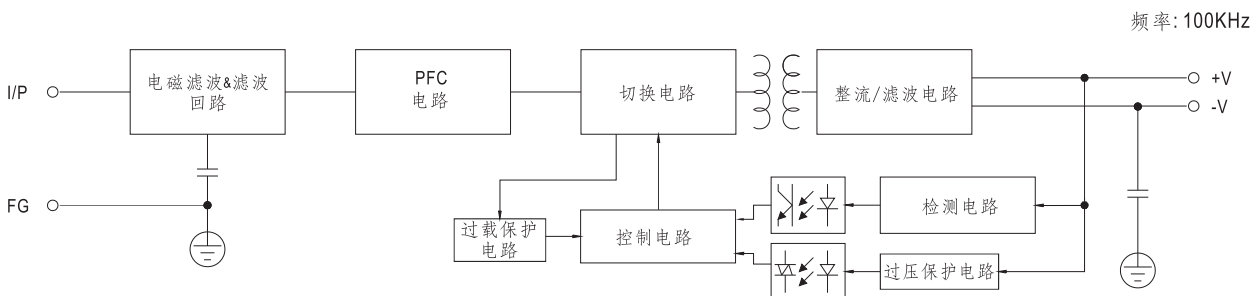 频率: 100KHz
I/P
电磁滤波&滤波
回路
PFC
电路
切换电路
整流/滤波电路
+V
-V
FG
过载保护
电路
控制电路
检测电路
过压保护电路